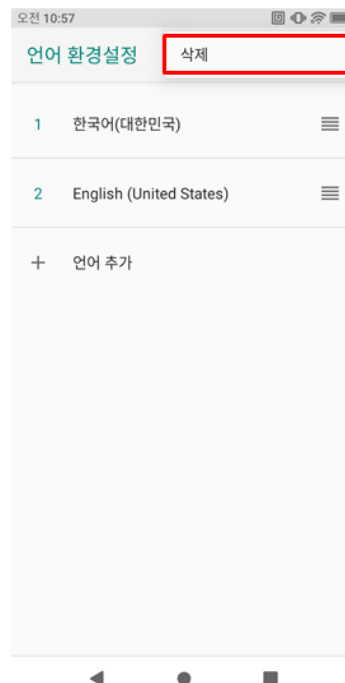 오전 10:57
언어 환경설정
삭제
1 한국어(대한민국)
2 English (United States)
+ 언어 추가